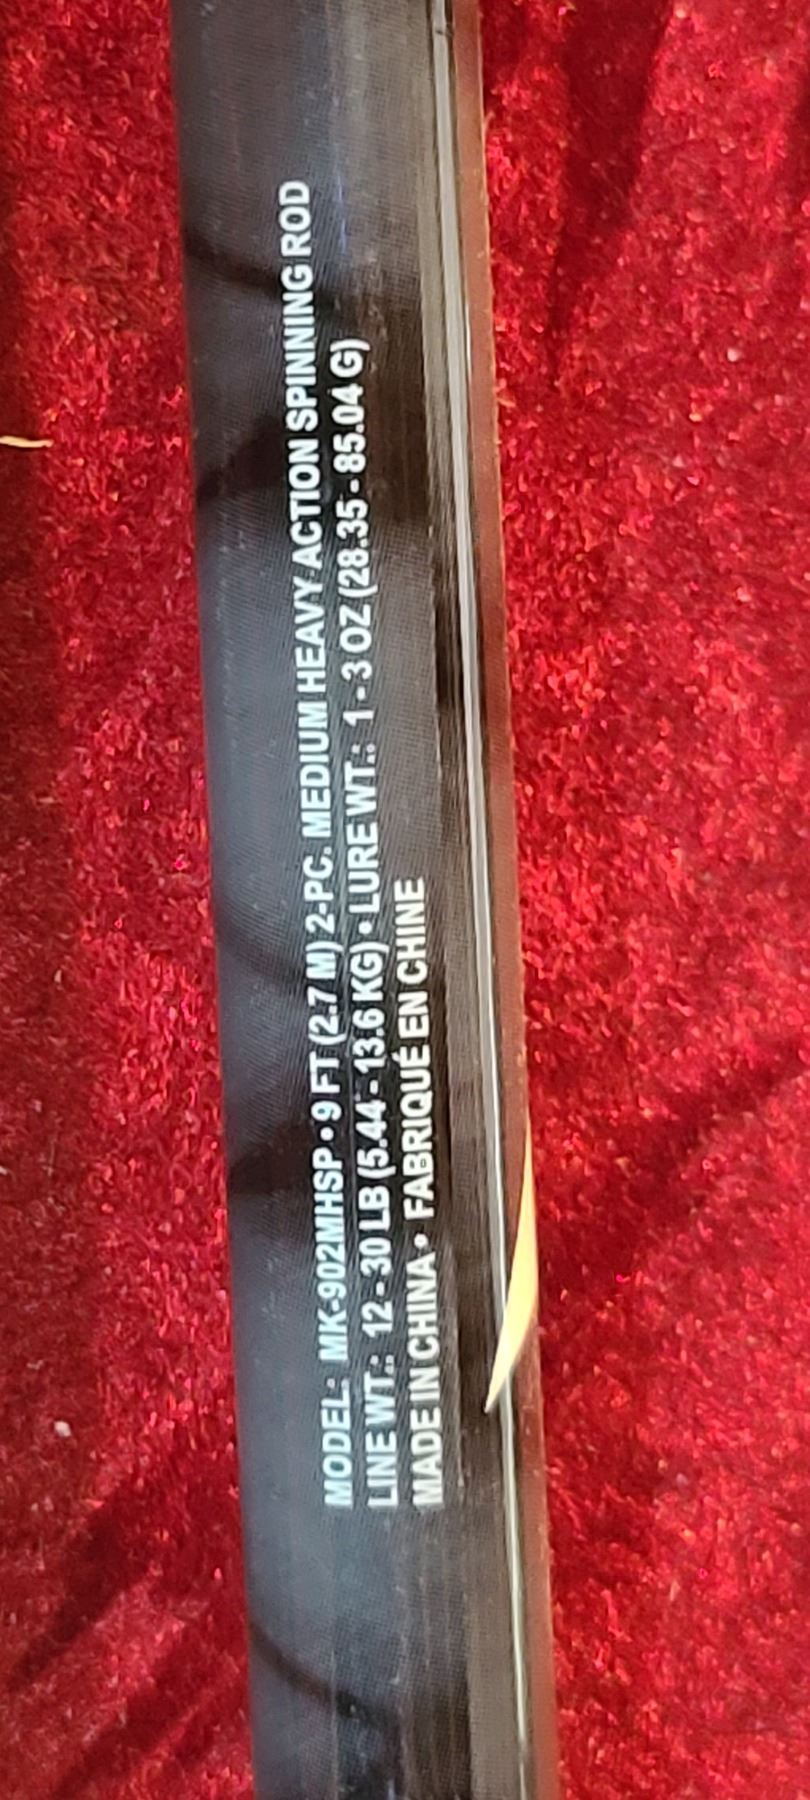 MODEL: MK-902MHSP • 9 FT (2.7 M) 2-PC. MEDIUM HEAVY ACTION SPINNING ROD
LINE WT.: 12 - 30 LB (5.44 - 13.6 KG) • LURE WT.: 1 - 3 OZ (28.35 - 85.04 G)
MADE IN CHINA • FABRIQUÉ EN CHINE